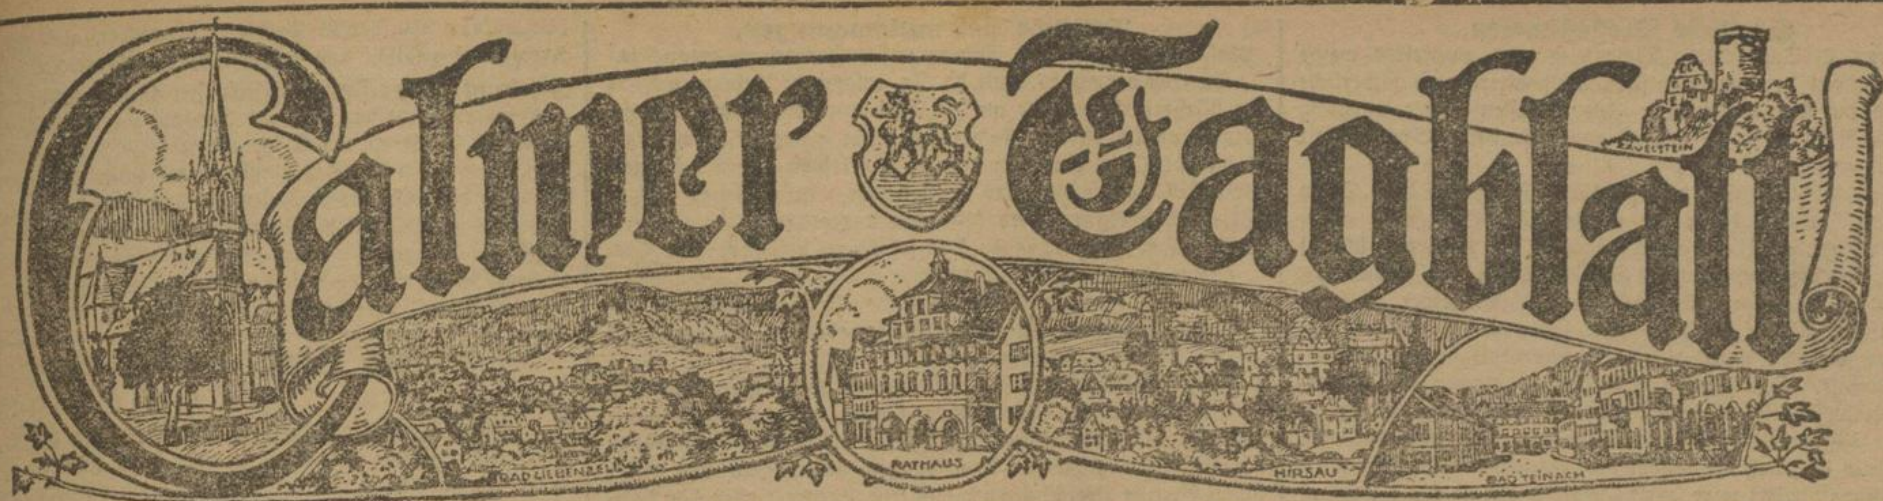 Calwer Tagblatt
ZAVELSTEIN
BAD LIEBENZELL
RATHAUS
HIRSAU
BAD TEINACH